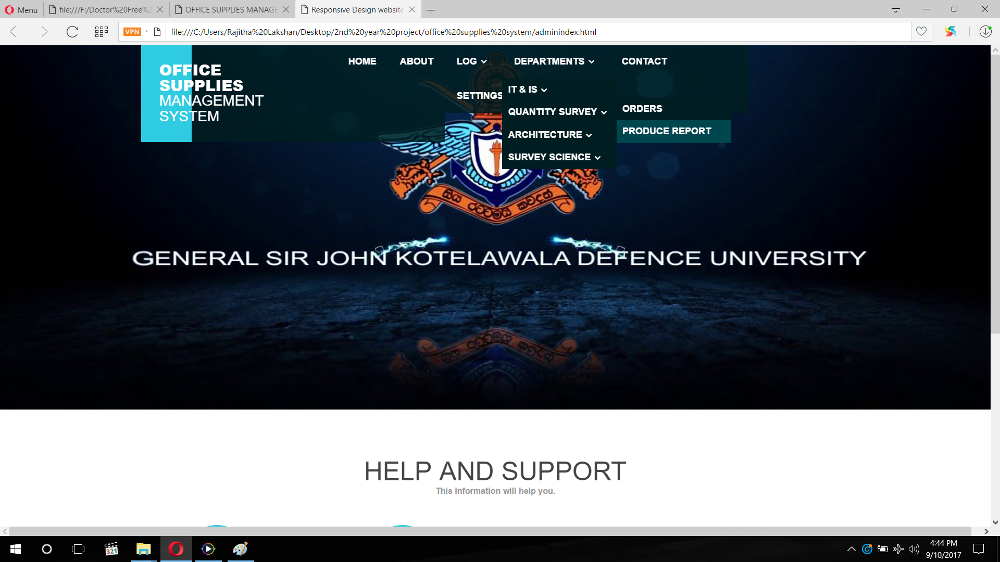 Menu
file:///F:/Doctor%20Free%2
OFFICE SUPPLIES MANAGE
Responsive Design website
VPN
file:///C:/Users/Rajitha%20Lakshan/Desktop/2nd%20year%20project/office%20supplies%20system/adminindex.html
OFFICE
SUPPLIES
MANAGEMENT
SYSTEM
HOME
ABOUT
LOG
DEPARTMENTS
CONTACT
SETTINGS
IT & IS
QUANTITY SURVEY
ARCHITECTURE
SURVEY SCIENCE
ORDERS
PRODUCE REPORT
සිය රටටමය කවදත්
GENERAL SIR JOHN KOTELAWALA DEFENCE UNIVERSITY
HELP AND SUPPORT
This information will help you.
321
4:44 PM
9/10/2017